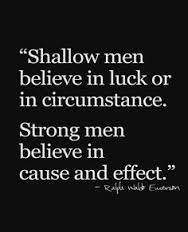 “Shallow men
believe in luck or
in circumstance.
Strong men
believe in
cause and effect.”
– Ralph Waldo Emerson